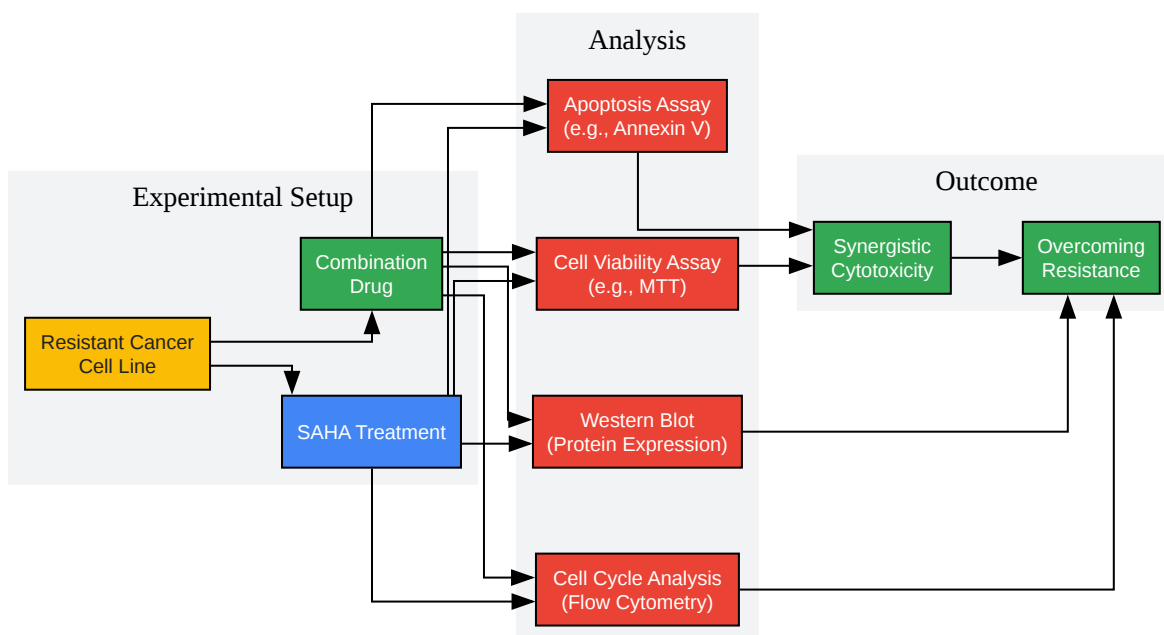 Experimental Setup
Resistant Cancer
Cell Line
Combination
Drug
SAHA Treatment
Analysis
Apoptosis Assay
(e.g., Annexin V)
Cell Viability Assay
(e.g., MTT)
Western Blot
(Protein Expression)
Cell Cycle Analysis
(Flow Cytometry)
Outcome
Synergistic
Cytotoxicity
Overcoming
Resistance